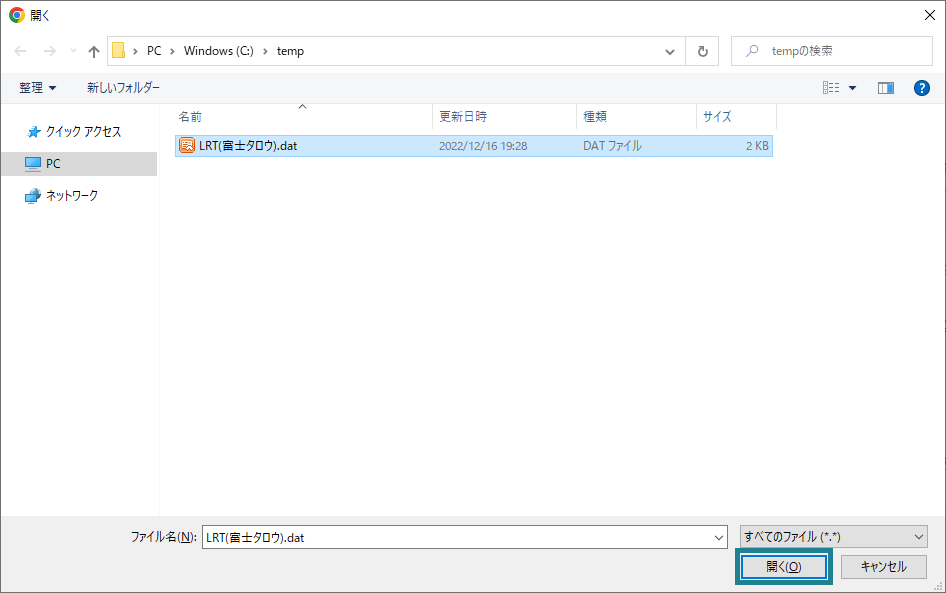 開く
PC › Windows (C:) › temp
tempの検索
整理
新しいフォルダー
名前 更新日時 種類 サイズ
クイック アクセス
PC
ネットワーク
LRT(富士タロウ).dat 2022/12/16 19:28 DAT ファイル 2 KB
ファイル名(N): LRT(富士タロウ).dat
すべてのファイル (*.*)
開く(O)
キャンセル